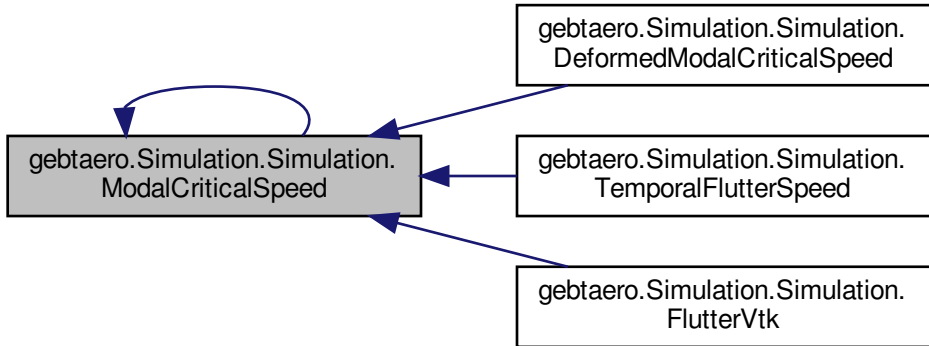 gebtaero.Simulation.Simulation.
DeformedModalCriticalSpeed
gebtaero.Simulation.Simulation.
ModalCriticalSpeed
gebtaero.Simulation.Simulation.
TemporalFlutterSpeed
gebtaero.Simulation.Simulation.
FlutterVtk